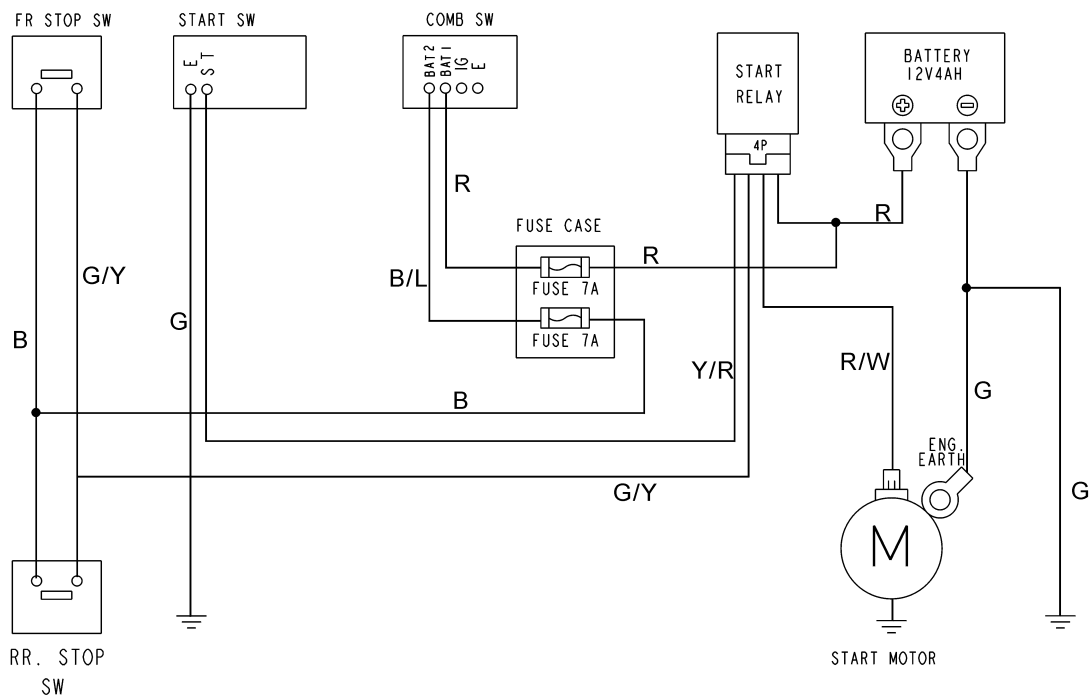 FR STOP SW
START SW
COMB SW
E
ST
BAT2
BAT1
IG
E
START
RELAY
4P
BATTERY
12V4AH
+
-
R
R
FUSE CASE
R
G/Y
B/L
FUSE 7A
G
FUSE 7A
B
Y/R
R/W
B
G
ENG.
EARTH
G/Y
G
M
RR. STOP
SW
START MOTOR